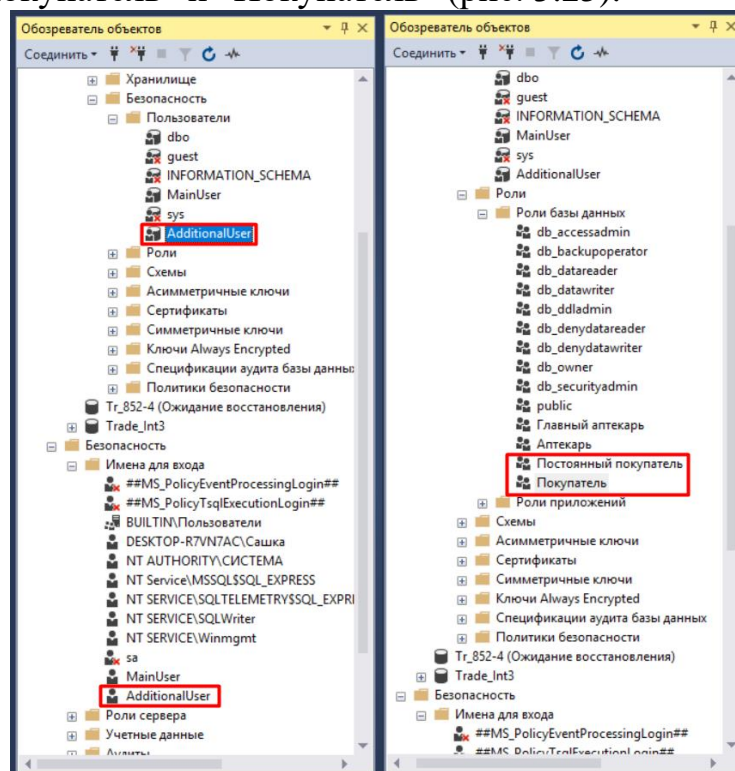 покупатель" и "Покупатель" (рис. 3.23).
Обозреватель объектов
Соединить
Хранилище
Безопасность
Пользователи
dbo
guest
INFORMATION_SCHEMA
MainUser
sys
AdditionalUser
Роли
Схемы
Асимметричные ключи
Сертификаты
Симметричные ключи
Ключи Always Encrypted
Спецификации аудита базы данны
Политики безопасности
Tr_852-4 (Ожидание восстановления)
Trade_Int3
Безопасность
Имена для входа
##MS_PolicyEventProcessingLogin##
##MS_PolicyTsqlExecutionLogin##
BUILTIN\Пользователи
DESKTOP-R7VN7AC\Сашка
NT AUTHORITY\СИСТЕМА
NT Service\MSSQL$SQL_EXPRESS
NT SERVICE\SQLTELEMETRY$SQL_EXPRI
NT SERVICE\SQLWriter
NT SERVICE\Winmgmt
sa
MainUser
AdditionalUser
Роли сервера
Учетные данные
Аудиты
Обозреватель объектов
Соединить
dbo
guest
INFORMATION_SCHEMA
MainUser
sys
AdditionalUser
Роли
Роли базы данных
db_accessadmin
db_backupoperator
db_datareader
db_datawriter
db_ddladmin
db_denydatareader
db_denydatawriter
db_owner
db_securityadmin
public
Главный аптекарь
Аптекарь
Постоянный покупатель
Покупатель
Роли приложений
Схемы
Асимметричные ключи
Сертификаты
Симметричные ключи
Ключи Always Encrypted
Спецификации аудита базы данных
Политики безопасности
Tr_852-4 (Ожидание восстановления)
Trade_Int3
Безопасность
Имена для входа
##MS_PolicyEventProcessingLogin##
##MS_PolicyTsqlExecutionLogin##